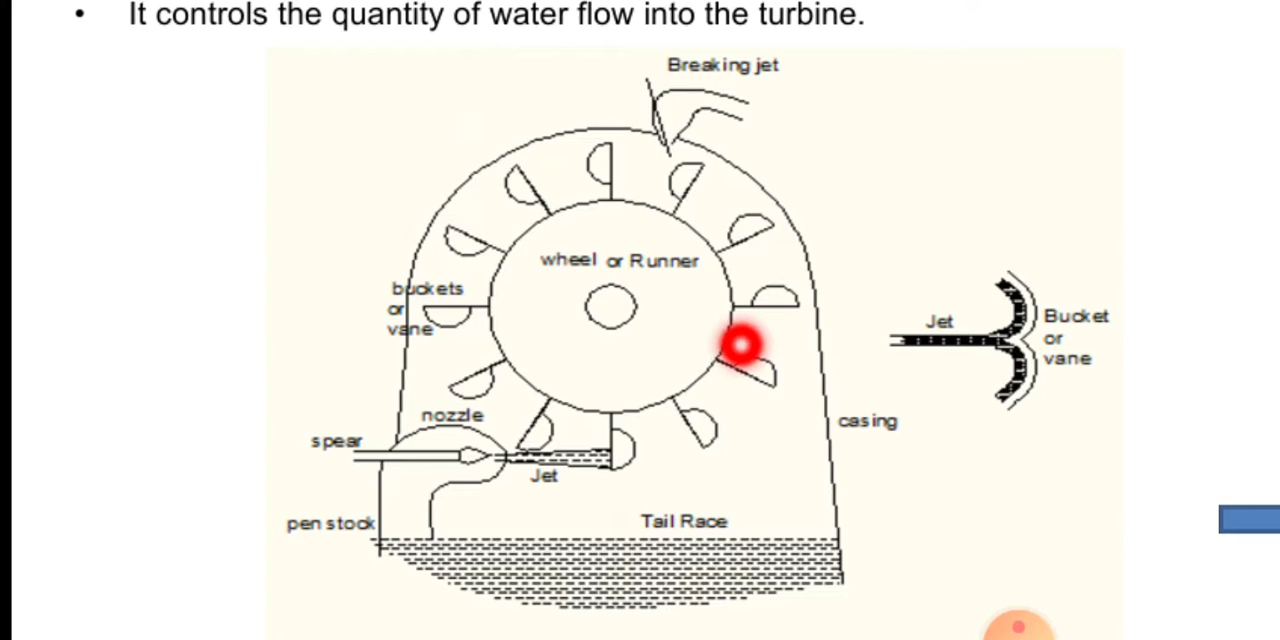 • It controls the quantity of water flow into the turbine.
Breaking jet
wheel or Runner
buckets
or
vane
Jet
Bucket
or
vane
nozzle
casing
spear
Jet
pen stock
Tail Race